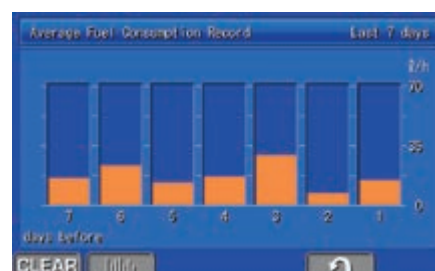 Average Fuel Consumption Record Last 7 days
ℓ/h
70
35
0
7 6 5 4 3 2 1
days before
CLEAR